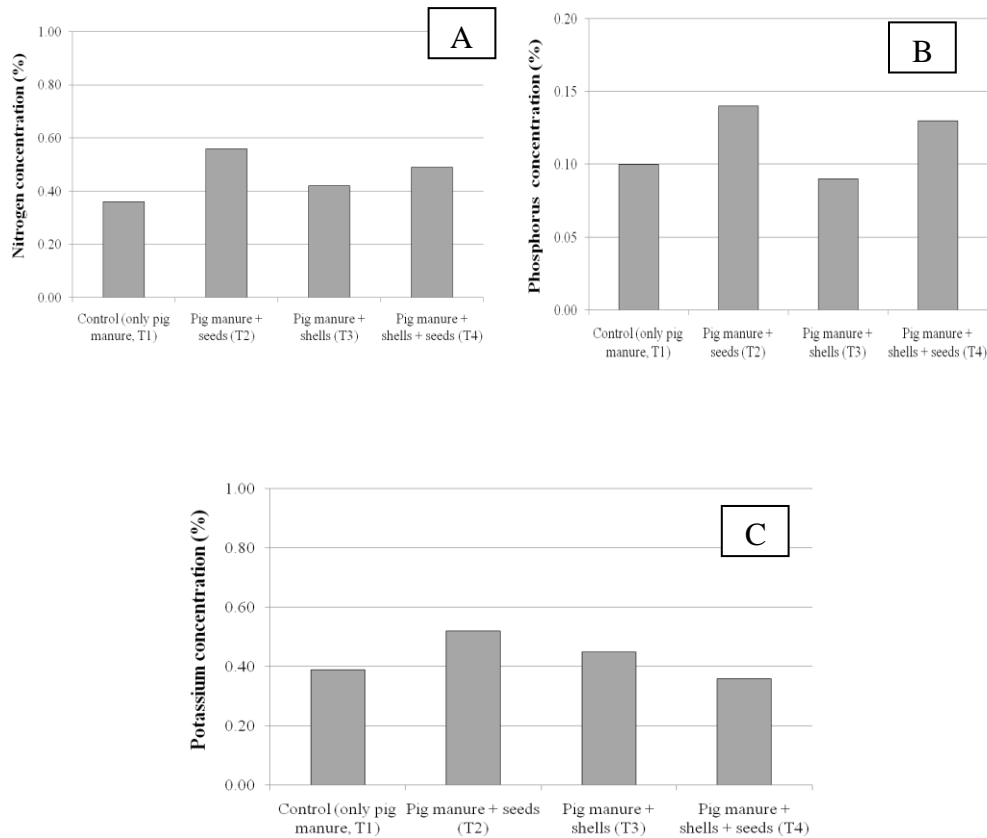 A
Nitrogen concentration (%)
1.00
0.80
0.60
0.40
0.20
0.00
Control (only pig
manure, T1)
Pig manure +
seeds (T2)
Pig manure +
shells (T3)
Pig manure +
shells + seeds (T4)
B
Phosphorus concentration (%)
0.20
0.15
0.10
0.05
0.00
Control (only pig
manure, T1)
Pig manure +
seeds (T2)
Pig manure +
shells (T3)
Pig manure +
shells + seeds (T4)
C
Potassium concentration (%)
1.00
0.80
0.60
0.40
0.20
0.00
Control (only pig
manure, T1)
Pig manure + seeds
(T2)
Pig manure +
shells (T3)
Pig manure +
shells + seeds (T4)